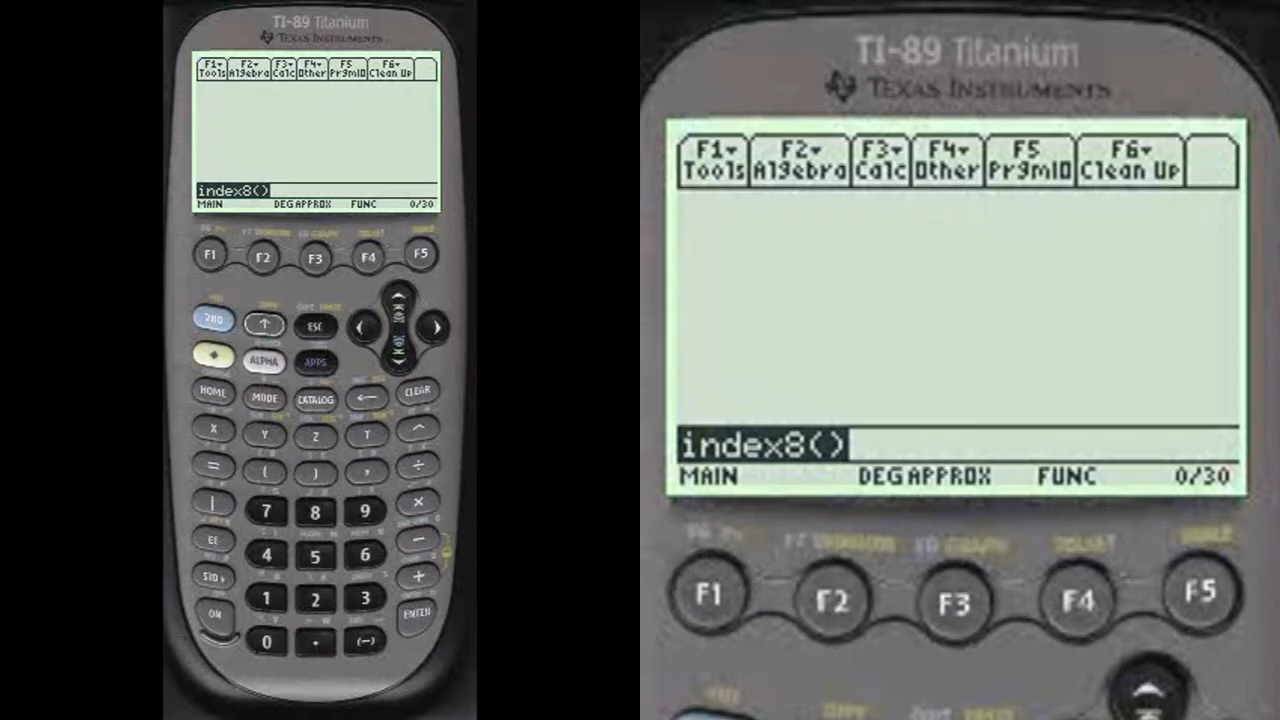 TI-89 Titanium
TEXAS INSTRUMENTS
F1 F2 F3 F4 F5 F6
Tools Algebra Calc Other PrgmIO Clean Up
index8()
MAIN DEG APPROX FUNC 0/30
F1 F2 F3 F4 F5
2ND ↑ ESC
ALPHA APPS
HOME MODE CATALOG ← CLEAR
X Y Z T ^
= ( ) , ÷
| 7 8 9 ×
EE 4 5 6 −
STO▸ 1 2 3 +
ON 0 . (−) ENTER
TI-89 Titanium
TEXAS INSTRUMENTS
F1 F2 F3 F4 F5 F6
Tools Algebra Calc Other PrgmIO Clean Up
index8()
MAIN DEG APPROX FUNC 0/30
F1 F2 F3 F4 F5